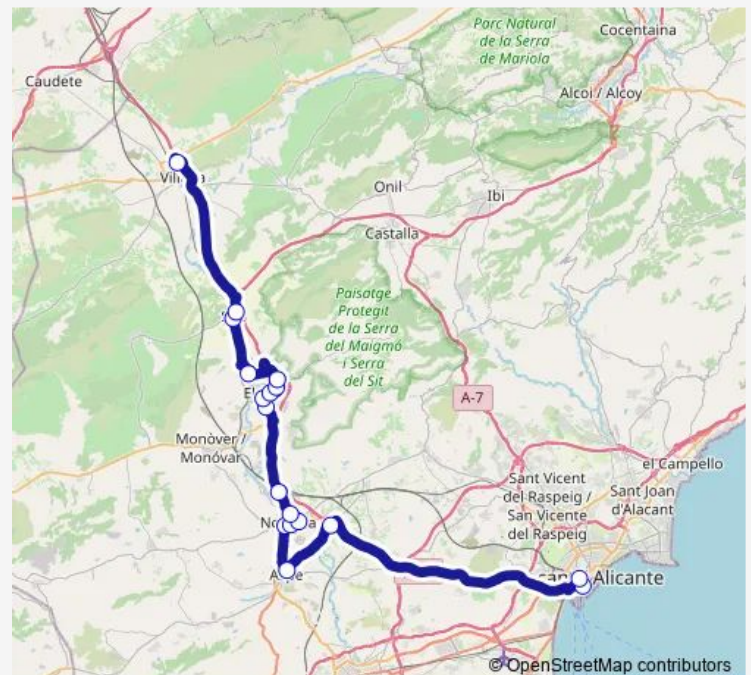 Parc Natural
de la Serra
de Mariola
Cocentaina
Caudete
Alcoi / Alcoy
Onil
Ibi
Castalla
Paisatge
Protegit
de la Serra
del Maigmó
i Serra
del Sit
A-7
Monòver /
Monóvar
el Campello
Sant Vicent
del Raspeig /
San Vicente
del Raspeig
Sant Joan
d'Alacant
Alicante
© OpenStreetMap contributors